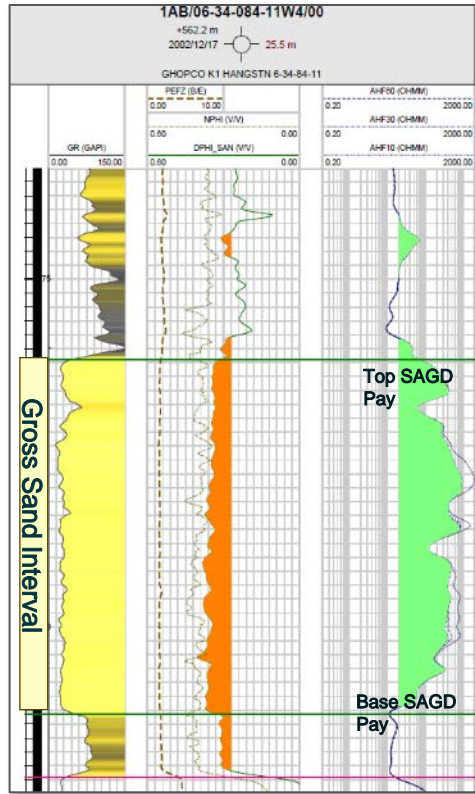 1AB/06-34-084-11W4/00
+562.2 m
2002/12/17 25.5 m
GHOPCO K1 HANGSTN 6-34-84-11
PEFZ (B/E)
0.00 10.00
AHF60 (OHMM)
0.20 2000.00
NPHI (V/V)
0.60 0.00
AHF30 (OHMM)
0.20 2000.00
GR (GAPI)
0.00 150.00
DPHI_SAN (V/V)
0.60 0.00
AHF10 (OHMM)
0.20 2000.00
75
Top SAGD
Pay
Gross Sand Interval
Base SAGD
Pay